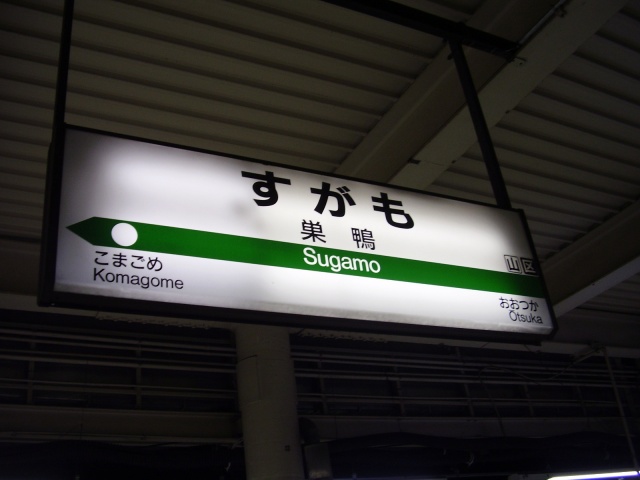 すがも
巣鴨
Sugamo
山 区
こまごめ
Komagome
おおつか
Otsuka